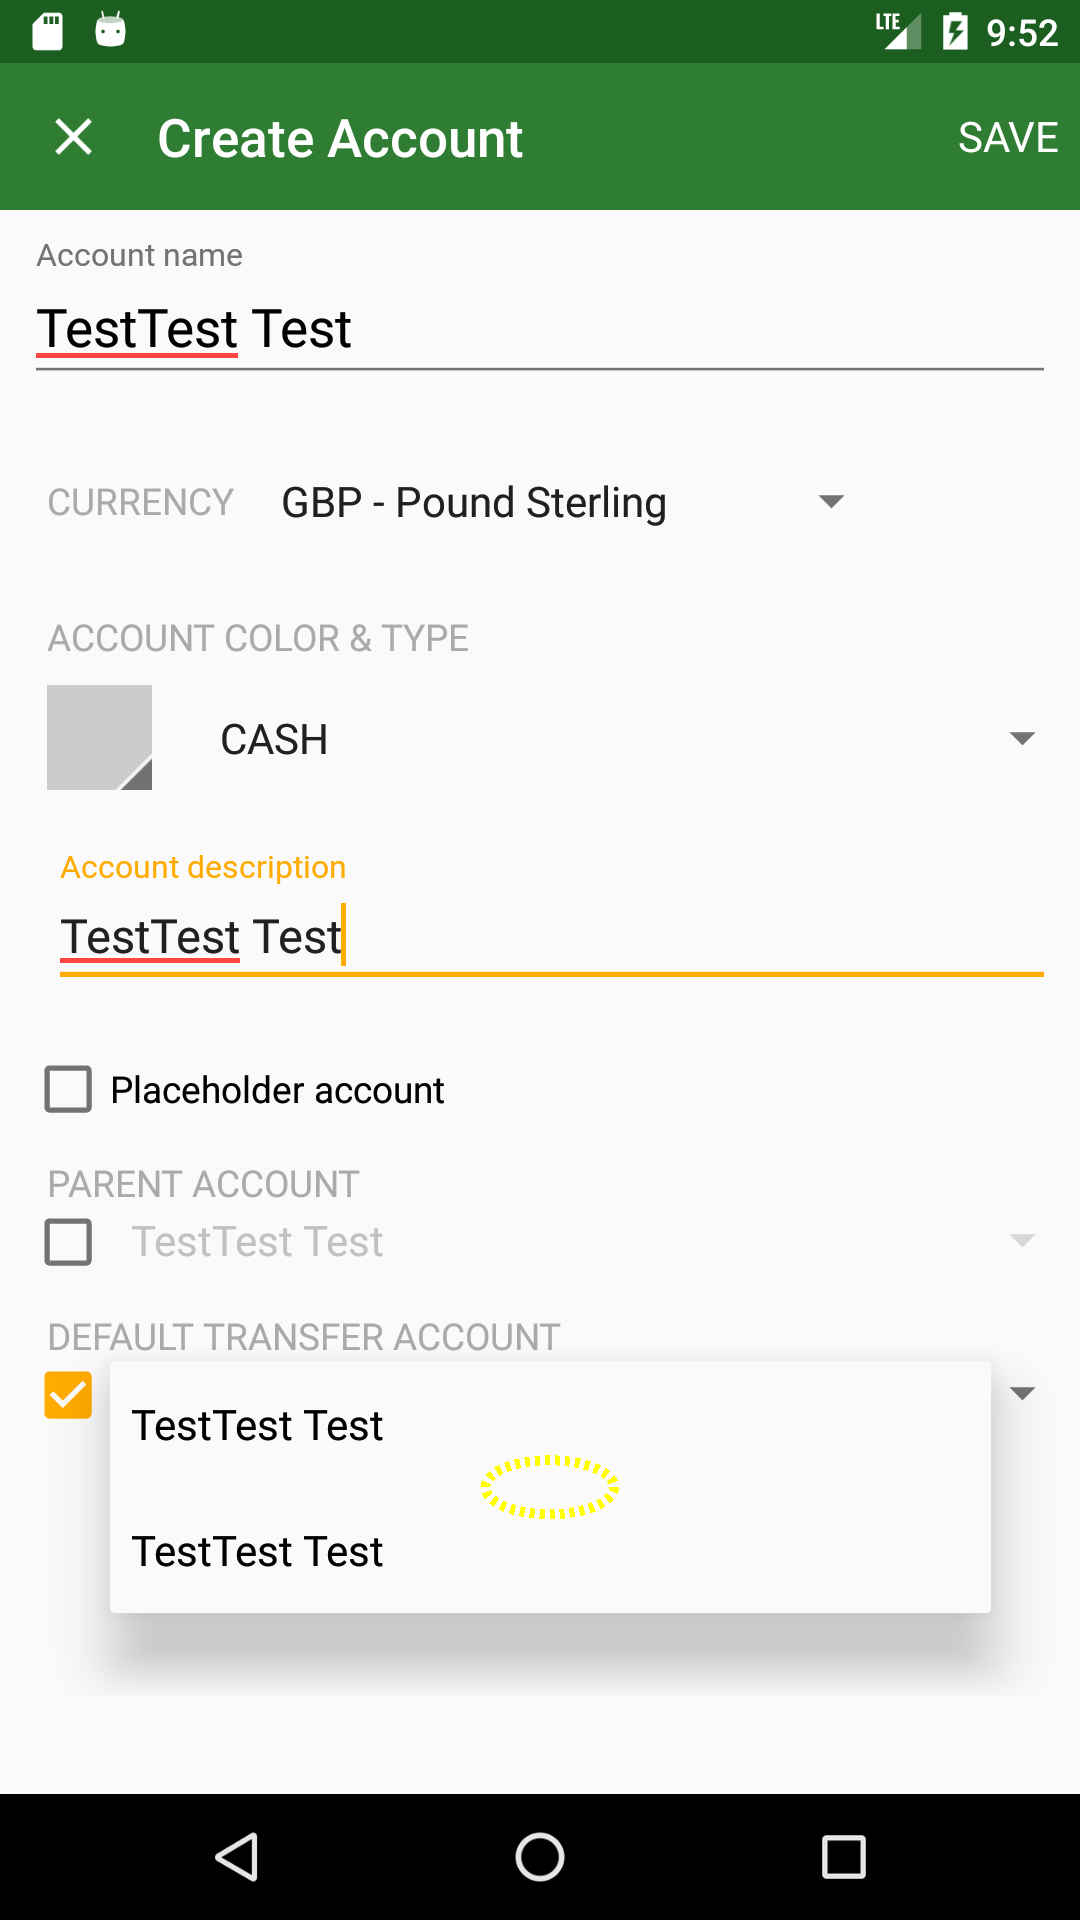 LTE 9:52
Create Account SAVE
Account name
TestTest Test
CURRENCY GBP - Pound Sterling
ACCOUNT COLOR & TYPE
CASH
Account description
TestTest Test
Placeholder account
PARENT ACCOUNT
TestTest Test
DEFAULT TRANSFER ACCOUNT
TestTest Test
TestTest Test